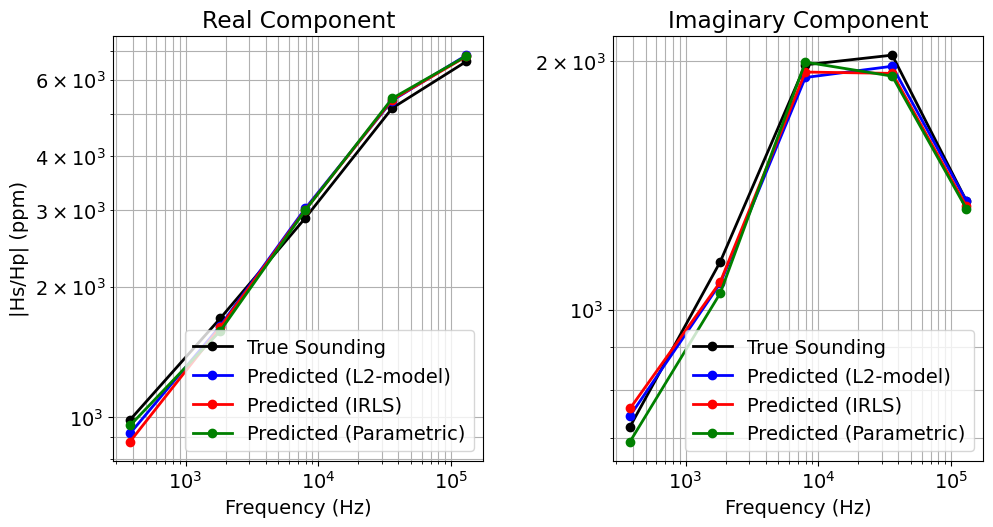 Real Component
|Hs/Hp| (ppm)
6 × 10³
4 × 10³
3 × 10³
2 × 10³
10³
True Sounding
Predicted (L2-model)
Predicted (IRLS)
Predicted (Parametric)
10³ 10⁴ 10⁵
Frequency (Hz)
Imaginary Component
2 × 10³
10³
True Sounding
Predicted (L2-model)
Predicted (IRLS)
Predicted (Parametric)
10³ 10⁴ 10⁵
Frequency (Hz)